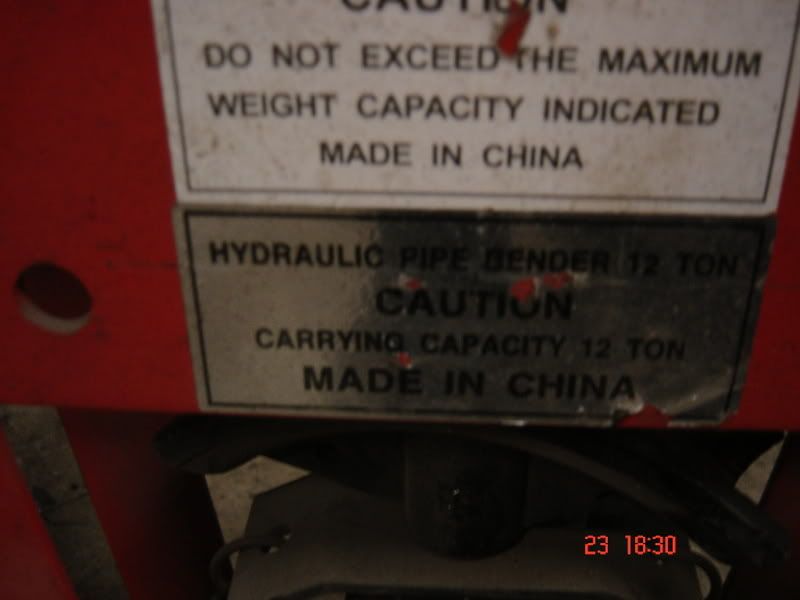 CAUTION
DO NOT EXCEED THE MAXIMUM
WEIGHT CAPACITY INDICATED
MADE IN CHINA
HYDRAULIC PIPE BENDER 12 TON
CAUTION
CARRYING CAPACITY 12 TON
MADE IN CHINA
23 18:30